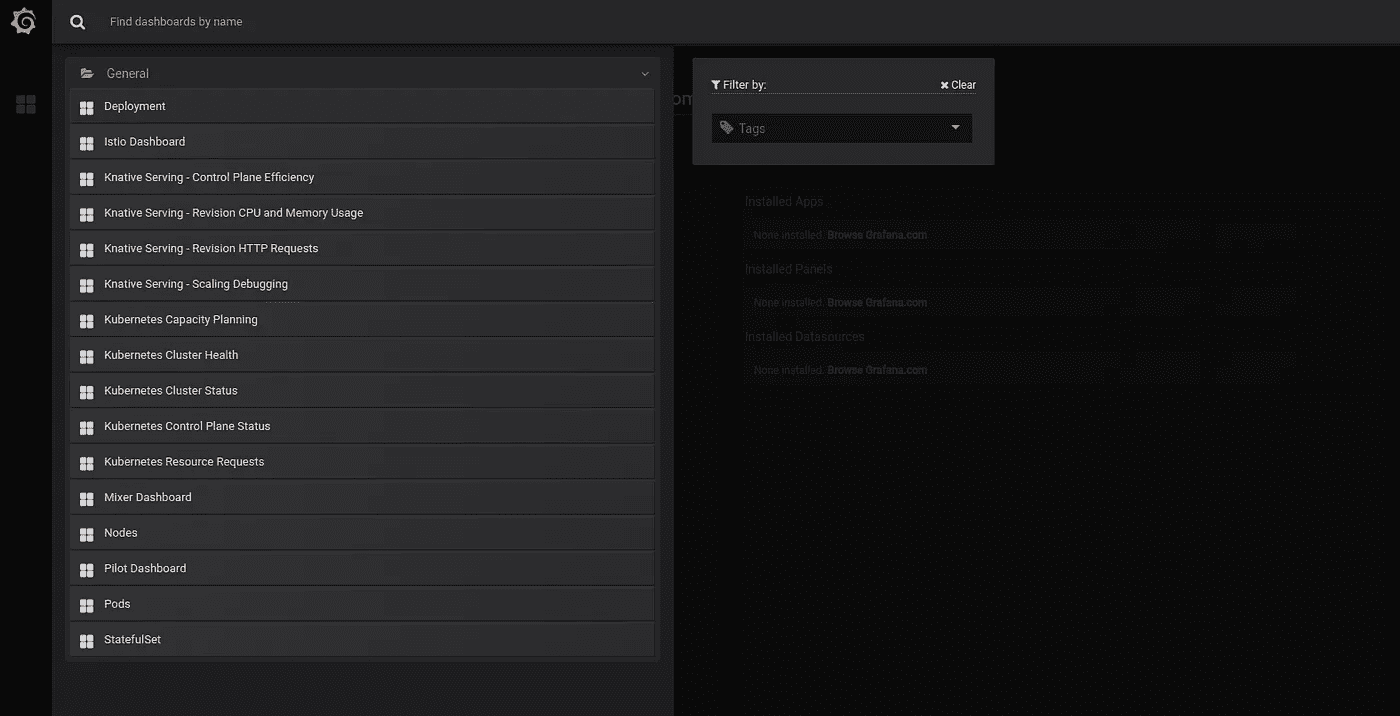 Find dashboards by name
General
Deployment
Istio Dashboard
Knative Serving - Control Plane Efficiency
Knative Serving - Revision CPU and Memory Usage
Knative Serving - Revision HTTP Requests
Knative Serving - Scaling Debugging
Kubernetes Capacity Planning
Kubernetes Cluster Health
Kubernetes Cluster Status
Kubernetes Control Plane Status
Kubernetes Resource Requests
Mixer Dashboard
Nodes
Pilot Dashboard
Pods
StatefulSet
Filter by: Clear
Tags
Installed Apps
None installed. Browse Grafana.com
Installed Panels
None installed. Browse Grafana.com
Installed Datasources
None installed. Browse Grafana.com